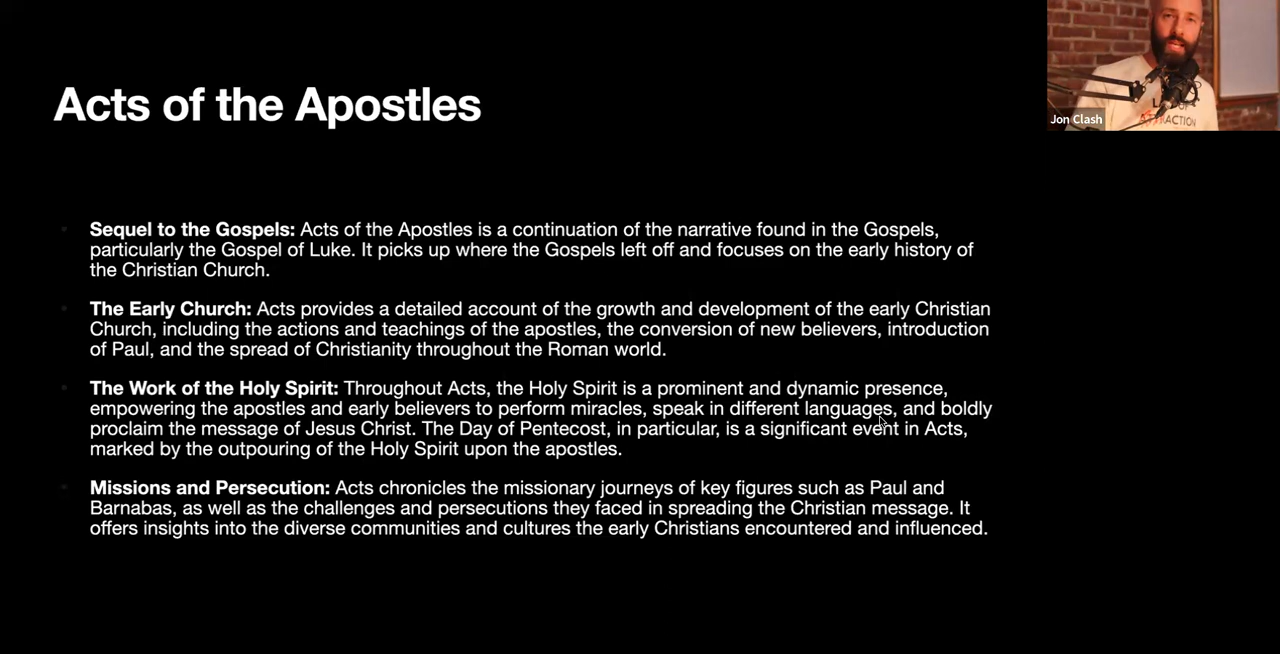 Acts of the Apostles
Jon Clash
ACTION
Sequel to the Gospels: Acts of the Apostles is a continuation of the narrative found in the Gospels,
particularly the Gospel of Luke. It picks up where the Gospels left off and focuses on the early history of
the Christian Church.
The Early Church: Acts provides a detailed account of the growth and development of the early Christian
Church, including the actions and teachings of the apostles, the conversion of new believers, introduction
of Paul, and the spread of Christianity throughout the Roman world.
The Work of the Holy Spirit: Throughout Acts, the Holy Spirit is a prominent and dynamic presence,
empowering the apostles and early believers to perform miracles, speak in different languages, and boldly
proclaim the message of Jesus Christ. The Day of Pentecost, in particular, is a significant event in Acts,
marked by the outpouring of the Holy Spirit upon the apostles.
Missions and Persecution: Acts chronicles the missionary journeys of key figures such as Paul and
Barnabas, as well as the challenges and persecutions they faced in spreading the Christian message. It
offers insights into the diverse communities and cultures the early Christians encountered and influenced.